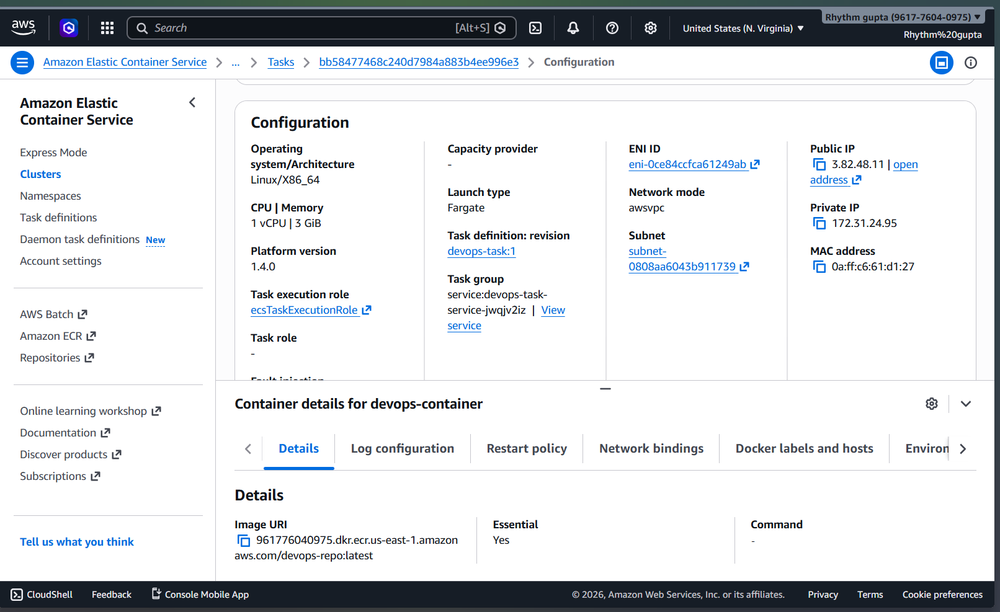 aws
Search
[Alt+S]
United States (N. Virginia) ▼
Rhythm gupta (9617-7604-0975) ▼
Rhythm%20gupta
Amazon Elastic Container Service > ... > Tasks > bb58477468c240d7984a883b4ee996e3 > Configuration
Amazon Elastic
Container Service
Express Mode
Clusters
Namespaces
Task definitions
Daemon task definitions New
Account settings
AWS Batch
Amazon ECR
Repositories
Online learning workshop
Documentation
Discover products
Subscriptions
Tell us what you think
Configuration
Operating
system/Architecture
Linux/X86_64
CPU | Memory
1 vCPU | 3 GiB
Platform version
1.4.0
Task execution role
ecsTaskExecutionRole
Task role
-
Fault injection
Capacity provider
-
Launch type
Fargate
Task definition: revision
devops-task:1
Task group
service:devops-task-
service-jwqjv2iz | View
service
ENI ID
eni-0ce84ccfca61249ab
Network mode
awsvpc
Subnet
subnet-
0808aa6043b911739
Public IP
3.82.48.11 | open
address
Private IP
172.31.24.95
MAC address
0a:ff:c6:61:d1:27
Container details for devops-container
Details
Log configuration
Restart policy
Network bindings
Docker labels and hosts
Environ
Details
Image URI
961776040975.dkr.ecr.us-east-1.amazon
aws.com/devops-repo:latest
Essential
Yes
Command
-
CloudShell
Feedback
Console Mobile App
© 2026, Amazon Web Services, Inc. or its affiliates.
Privacy
Terms
Cookie preferences